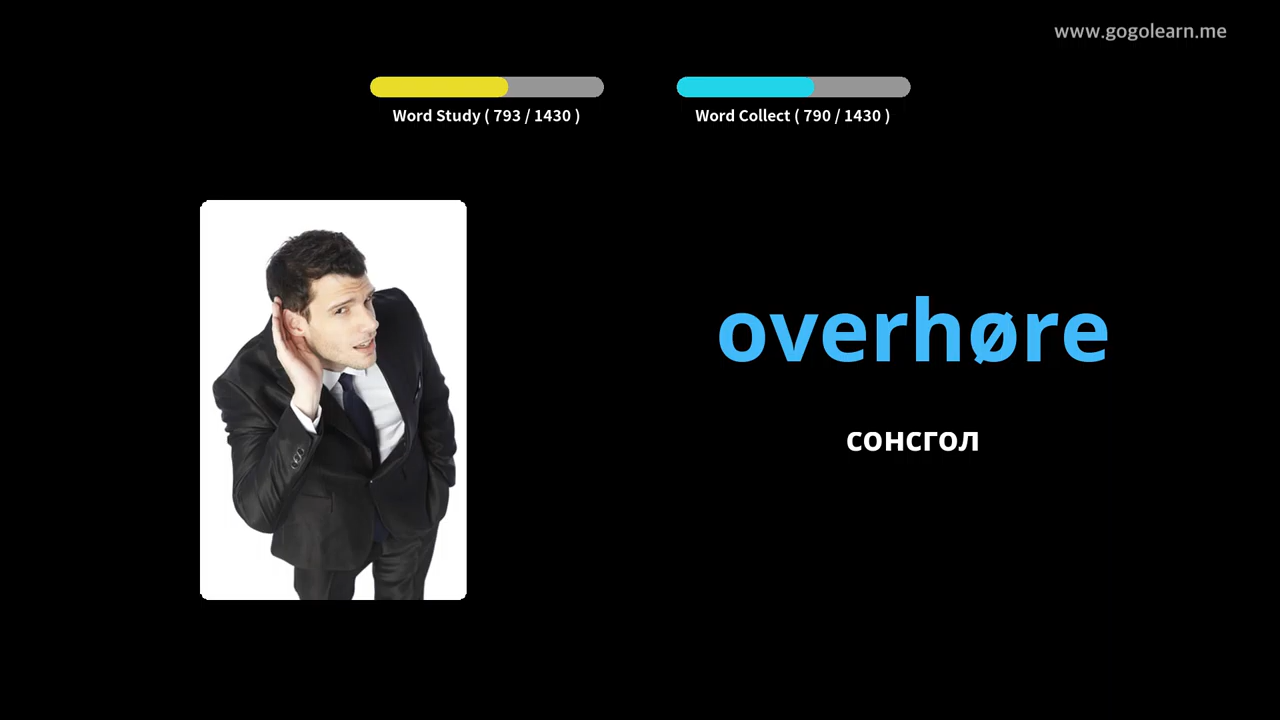 www.gogolearn.me
Word Study ( 793 / 1430 )
Word Collect ( 790 / 1430 )
overhøre
сонсгол